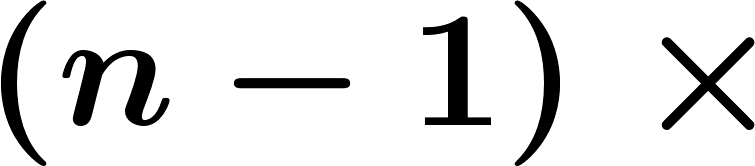 (n − 1) ×